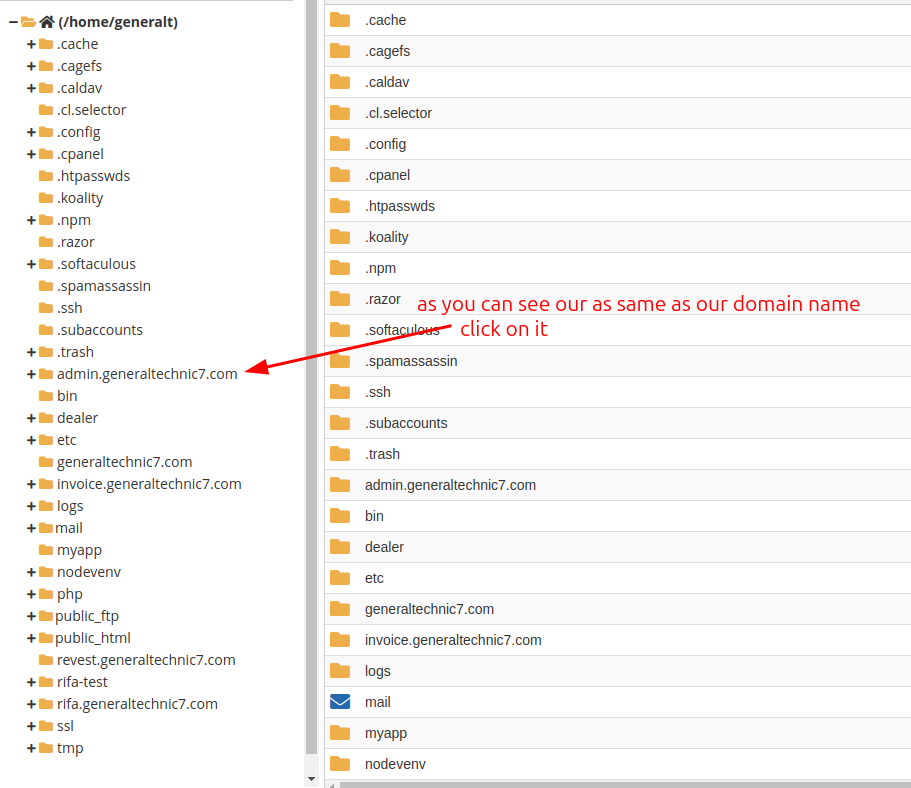 (/home/generalt)
.cache
.cagefs
.caldav
.cl.selector
.config
.cpanel
.htpasswds
.koality
.npm
.razor
.softaculous
.spamassassin
.ssh
.subaccounts
.trash
admin.generaltechnic7.com
bin
dealer
etc
generaltechnic7.com
invoice.generaltechnic7.com
logs
mail
myapp
nodevenv
php
public_ftp
public_html
revest.generaltechnic7.com
rifa-test
rifa.generaltechnic7.com
ssl
tmp
.cache
.cagefs
.caldav
.cl.selector
.config
.cpanel
.htpasswds
.koality
.npm
.razor
as you can see our as same as our domain name
click on it
.softaculous
.spamassassin
.ssh
.subaccounts
.trash
admin.generaltechnic7.com
bin
dealer
etc
generaltechnic7.com
invoice.generaltechnic7.com
logs
mail
myapp
nodevenv